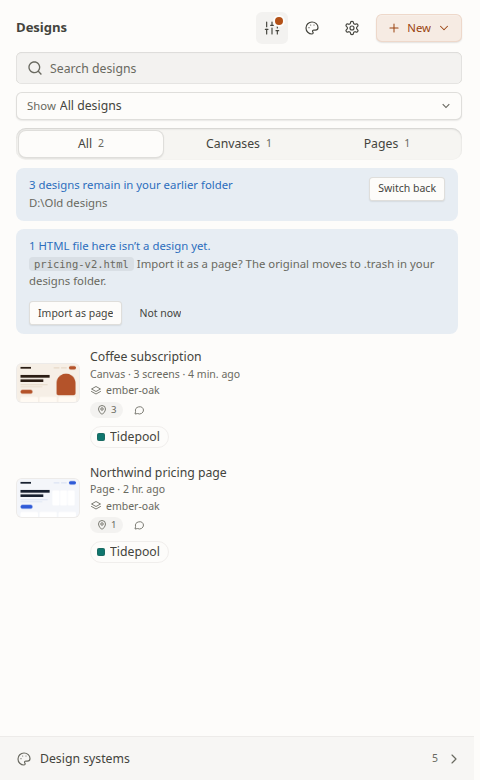 Designs
New
Search designs
Show All designs
All 2
Canvases 1
Pages 1
3 designs remain in your earlier folder
D:\Old designs
Switch back
1 HTML file here isn't a design yet.
pricing-v2.html Import it as a page? The original moves to .trash in your
designs folder.
Import as page
Not now
Coffee subscription
Canvas · 3 screens · 4 min. ago
ember-oak
3
Tidepool
Northwind pricing page
Page · 2 hr. ago
ember-oak
1
Tidepool
Design systems
5